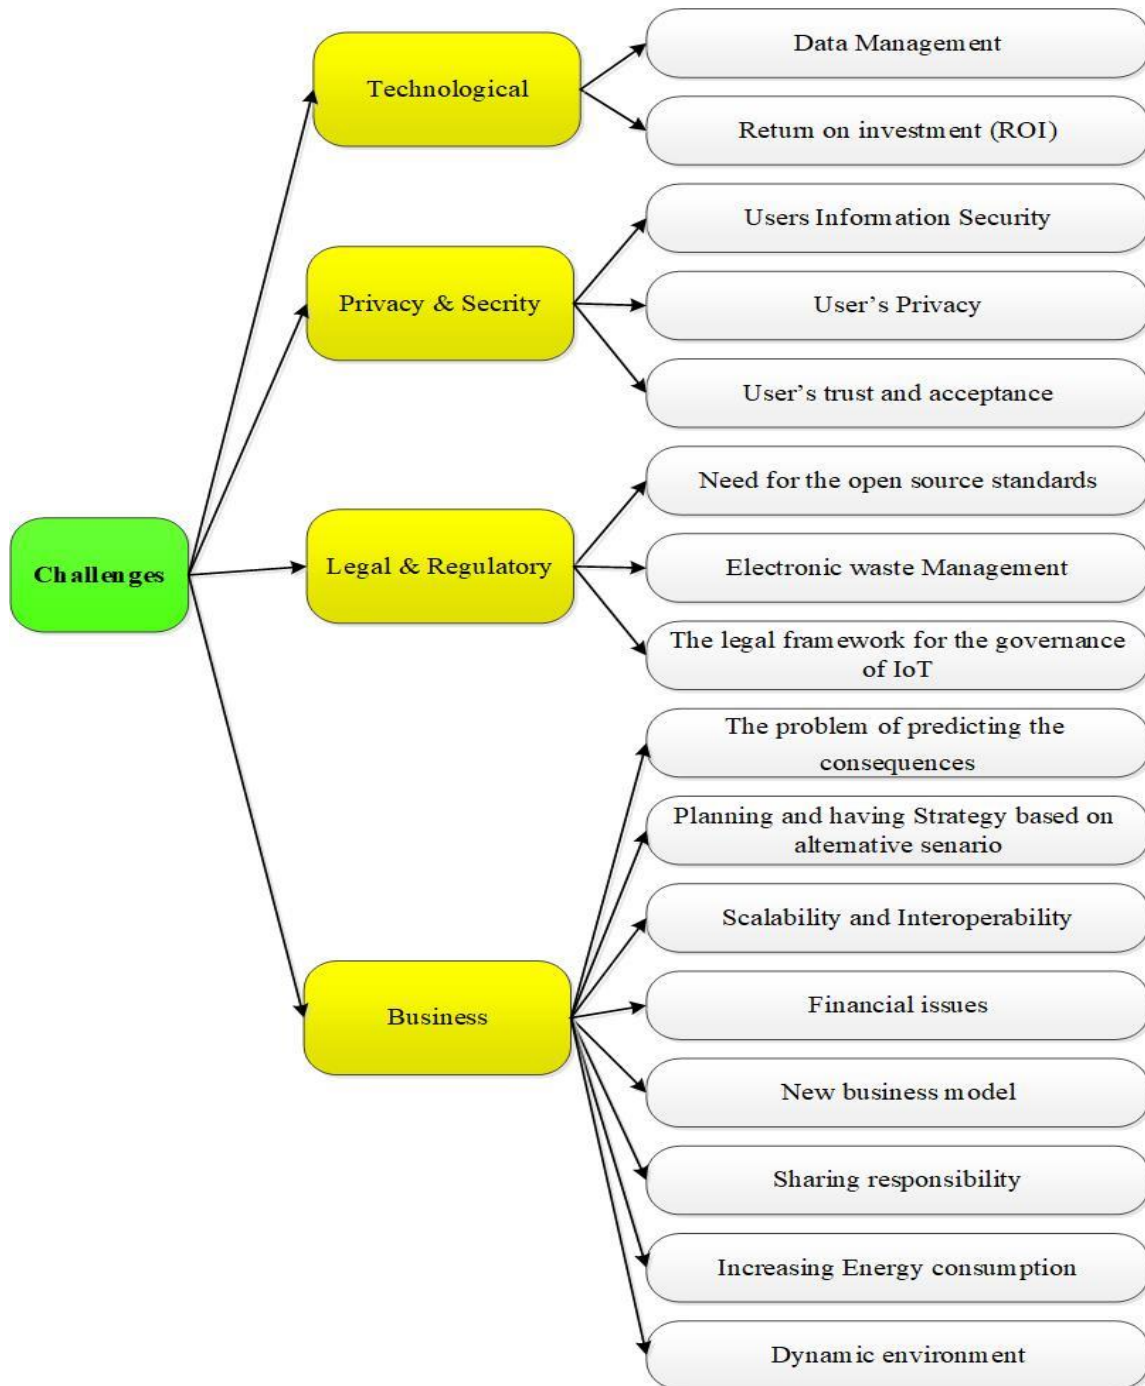 Challenges
Technological
Data Management
Return on investment (ROI)
Privacy & Secrity
Users Information Security
User’s Privacy
User’s trust and acceptance
Legal & Regulatory
Need for the open source standards
Electronic waste Management
The legal framework for the governance
of IoT
Business
The problem of predicting the
consequences
Planning and having Strategy based on
alternative senario
Scalability and Interoperability
Financial issues
New business model
Sharing responsibility
Increasing Energy consumption
Dynamic environment